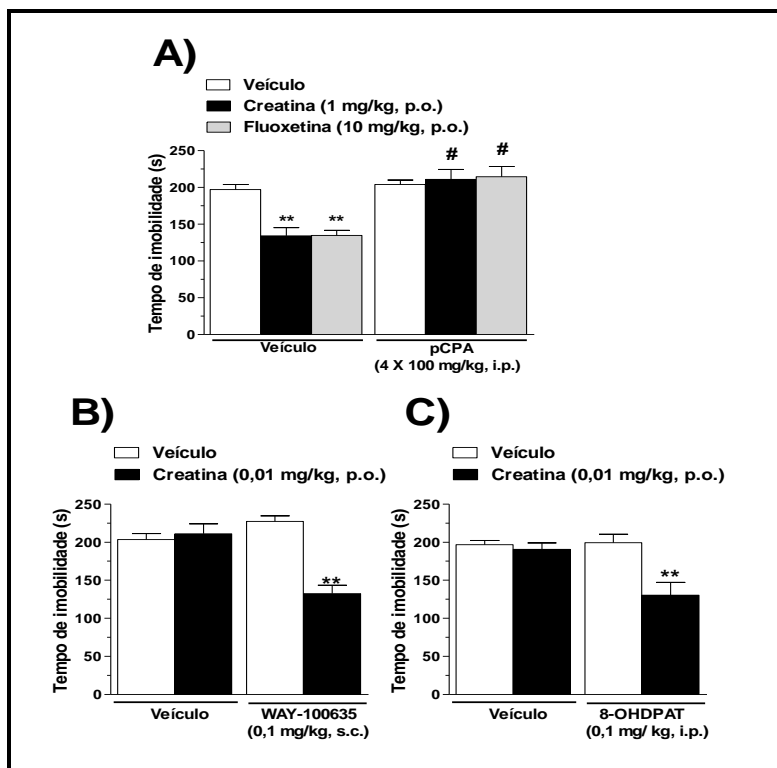 A)
Veículo
Creatina (1 mg/kg, p.o.)
Fluoxetina (10 mg/kg, p.o.)
Tempo de imobilidade (s)
250
200
150
100
50
0
**
**
#
#
Veículo
pCPA
(4 X 100 mg/kg, i.p.)
B)
Veículo
Creatina (0,01 mg/kg, p.o.)
Tempo de imobilidade (s)
250
200
150
100
50
0
**
Veículo
WAY-100635
(0,1 mg/kg, s.c.)
C)
Veículo
Creatina (0,01 mg/kg, p.o.)
Tempo de imobilidade (s)
250
200
150
100
50
0
**
Veículo
8-OHDPAT
(0,1 mg/ kg, i.p.)